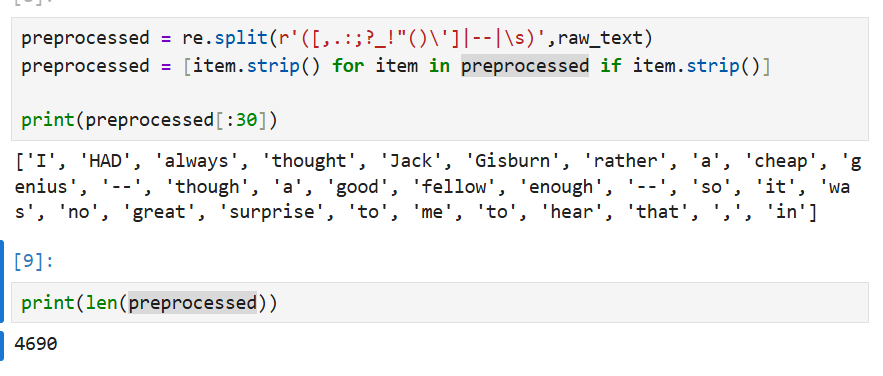 preprocessed = re.split(r'([,.:;?_!"()\']|--|\s)',raw_text)
preprocessed = [item.strip() for item in preprocessed if item.strip()]
print(preprocessed[:30])
['I', 'HAD', 'always', 'thought', 'Jack', 'Gisburn', 'rather', 'a', 'cheap', 'g
enius', '--', 'though', 'a', 'good', 'fellow', 'enough', '--', 'so', 'it', 'wa
s', 'no', 'great', 'surprise', 'to', 'me', 'to', 'hear', 'that', ',', 'in']
[9]:
print(len(preprocessed))
4690